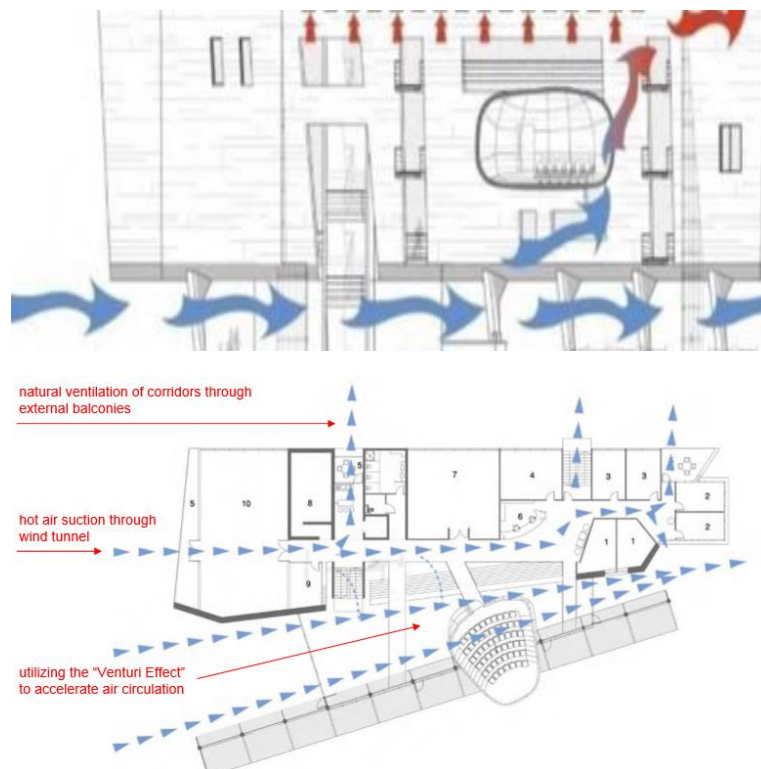 natural ventilation of corridors through
external balconies
5
7
4
3
3
5
10
8
2
hot air suction through
wind tunnel
6
1
1
2
9
utilizing the “Venturi Effect”
to accelerate air circulation